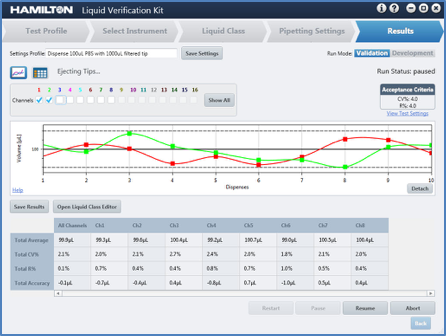 HAMILTON Liquid Verification Kit
Test Profile Select Instrument Liquid Class Pipetting Settings Results
Settings Profile: Dispense 100uL PBS with 1000uL filtered tip Save Settings Run Mode: Validation Development
Ejecting Tips... Run Status: paused
1 2 3 4 5 6 7 8 9 10 11 12 13 14 15 16
Channels Show All
Acceptance Criteria
CV%: 4.0
R%: 4.0
View Test Settings
Volume [µL]
100
1 2 3 4 5 6 7 8 9 10
Help Dispenses Detach
Save Results Open Liquid Class Editor
All Channels Ch1 Ch2 Ch3 Ch4 Ch5 Ch6 Ch7 Ch8
Total Average 99.9µL 99.3µL 99.6µL 100.4µL 99.2µL 100.7µL 99.0µL 100.5µL 100.4µL
Total CV% 2.1% 2.0% 2.1% 2.7% 2.4% 2.0% 1.8% 2.1% 2.0%
Total R% 0.1% 0.7% 0.4% 0.4% 0.8% 0.7% 1.0% 0.5% 0.4%
Total Accuracy -0.1µL -0.7µL -0.4µL 0.4µL -0.8µL 0.7µL -1.0µL 0.5µL 0.4µL
Restart Pause Resume Abort
Back